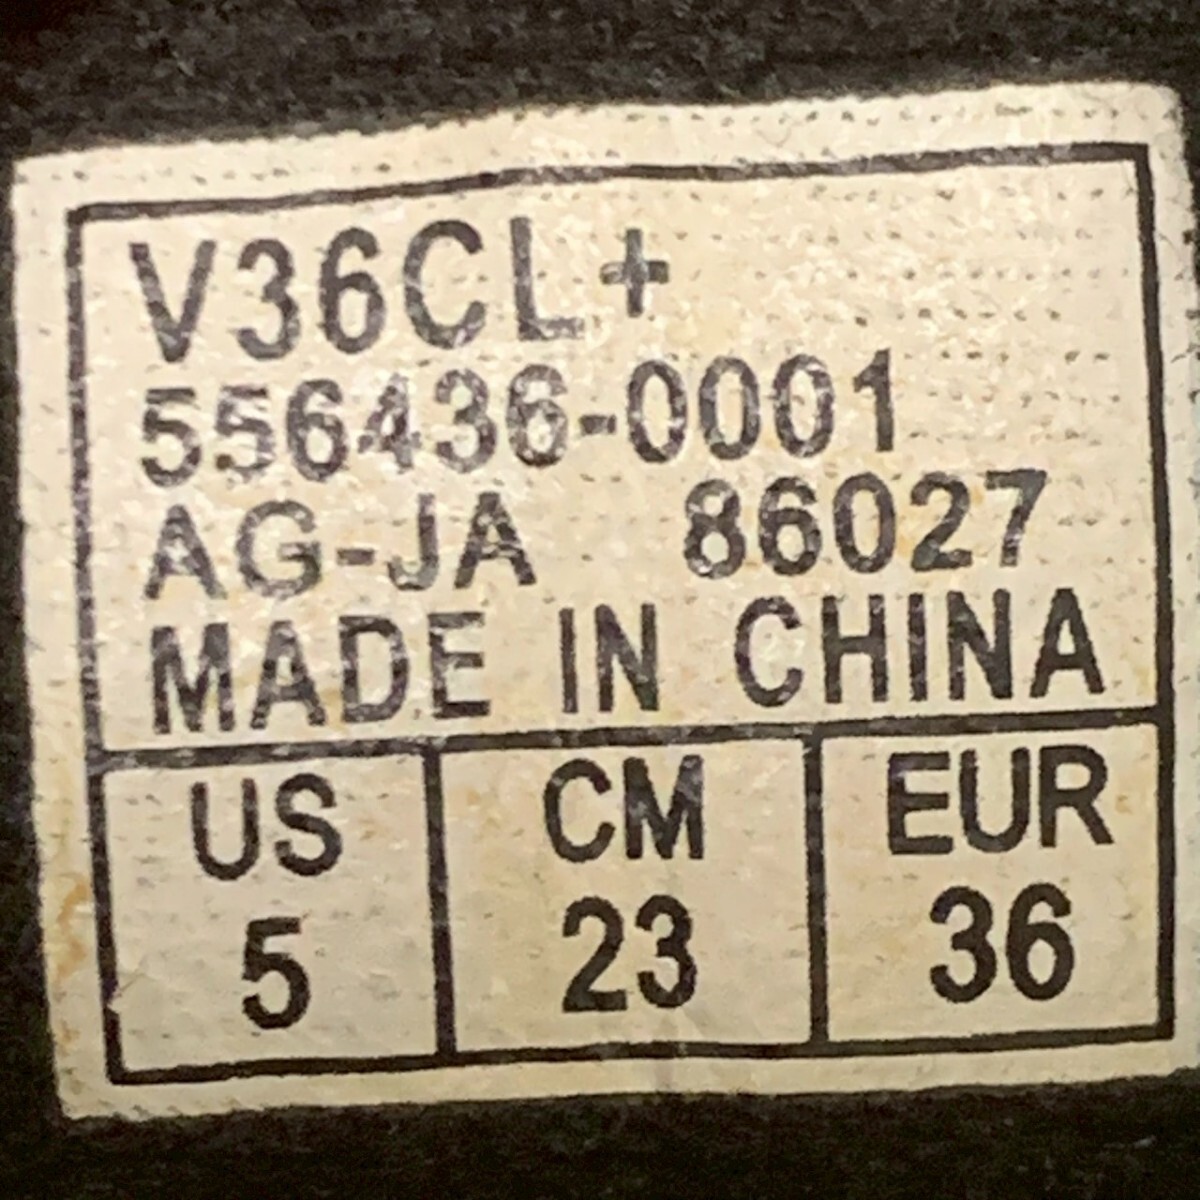 V36CL+
556436-0001
AG-JA 86027
MADE IN CHINA
US CM EUR
5 23 36